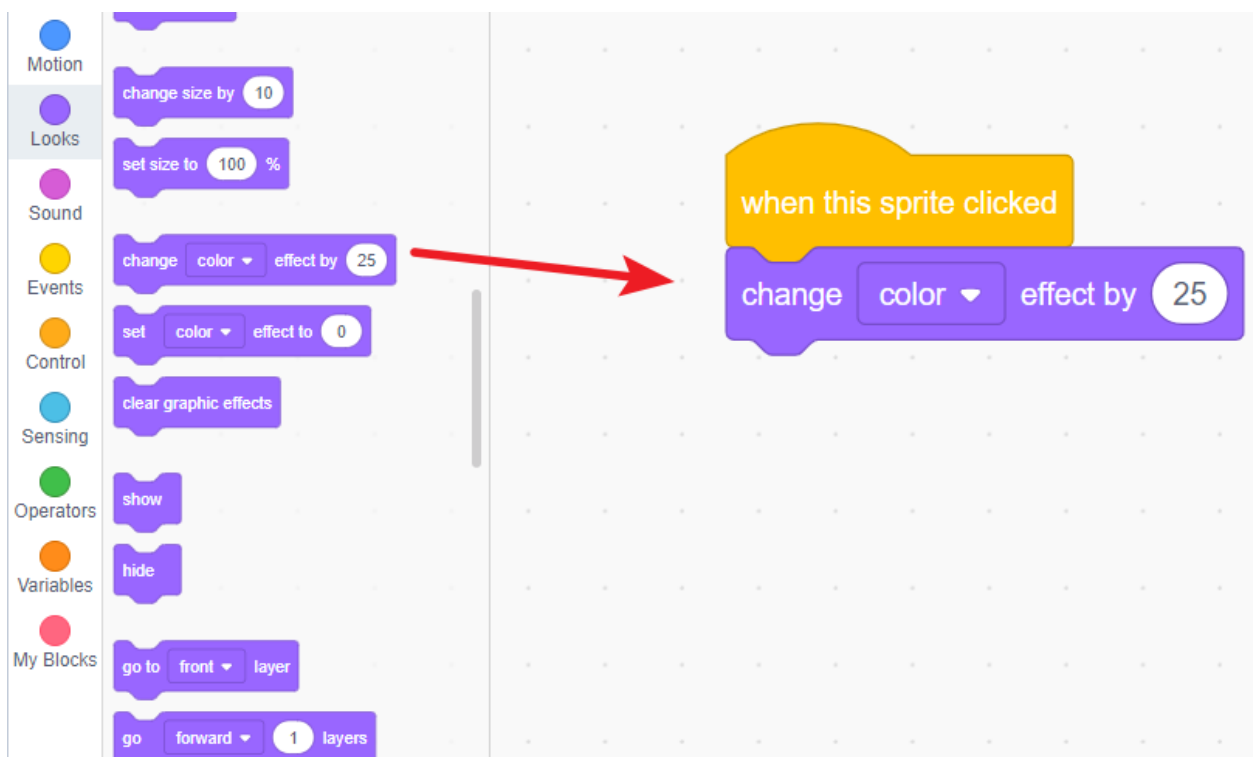 Motion
Looks
Sound
Events
Control
Sensing
Operators
Variables
My Blocks
change size by 10
set size to 100 %
change color effect by 25
set color effect to 0
clear graphic effects
show
hide
go to front layer
go forward 1 layers
when this sprite clicked
change color effect by 25